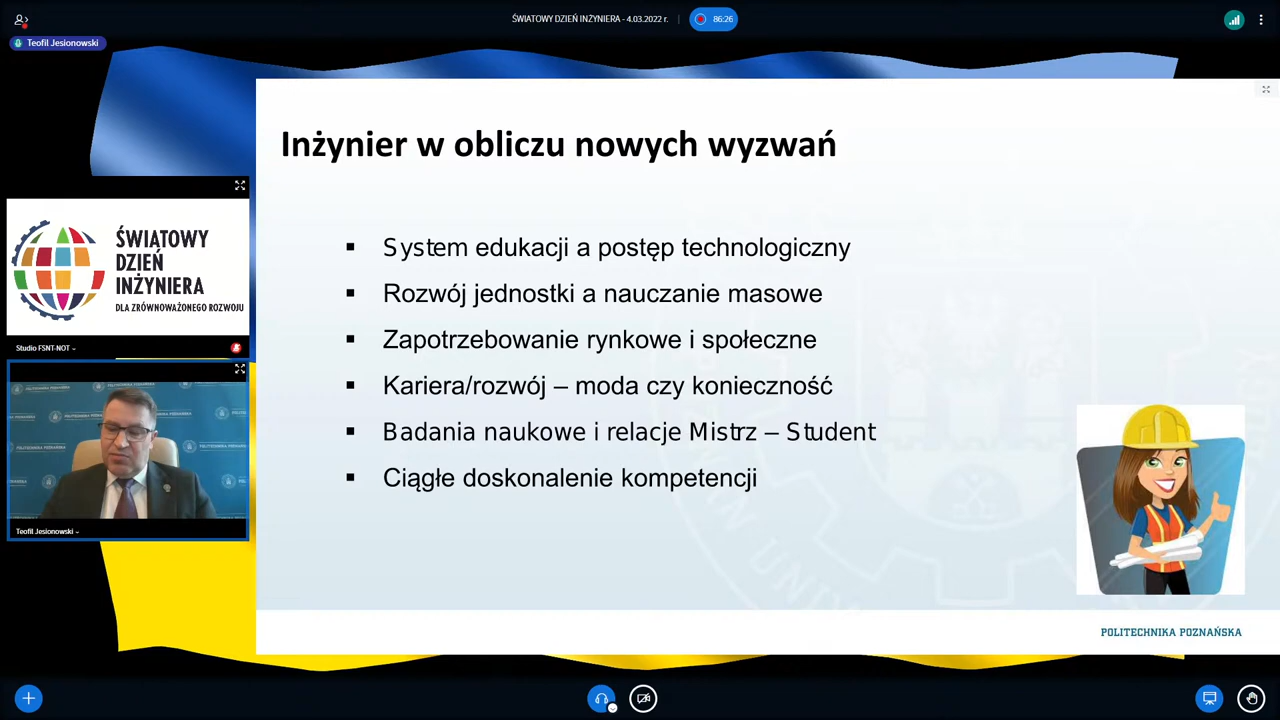 ŚWIATOWY DZIEŃ INŻYNIERA - 4.03.2022 r.
86:26
Teofil Jesionowski
Inżynier w obliczu nowych wyzwań
ŚWIATOWY
DZIEŃ
INŻYNIERA
DLA ZRÓWNOWAŻONEGO ROZWOJU
Studio FSNT-NOT
POLITECHNIKA POZNAŃSKA
Teofil Jesionowski
System edukacji a postęp technologiczny
Rozwój jednostki a nauczanie masowe
Zapotrzebowanie rynkowe i społeczne
Kariera/rozwój – moda czy konieczność
Badania naukowe i relacje Mistrz – Student
Ciągłe doskonalenie kompetencji
POLITECHNIKA POZNAŃSKA